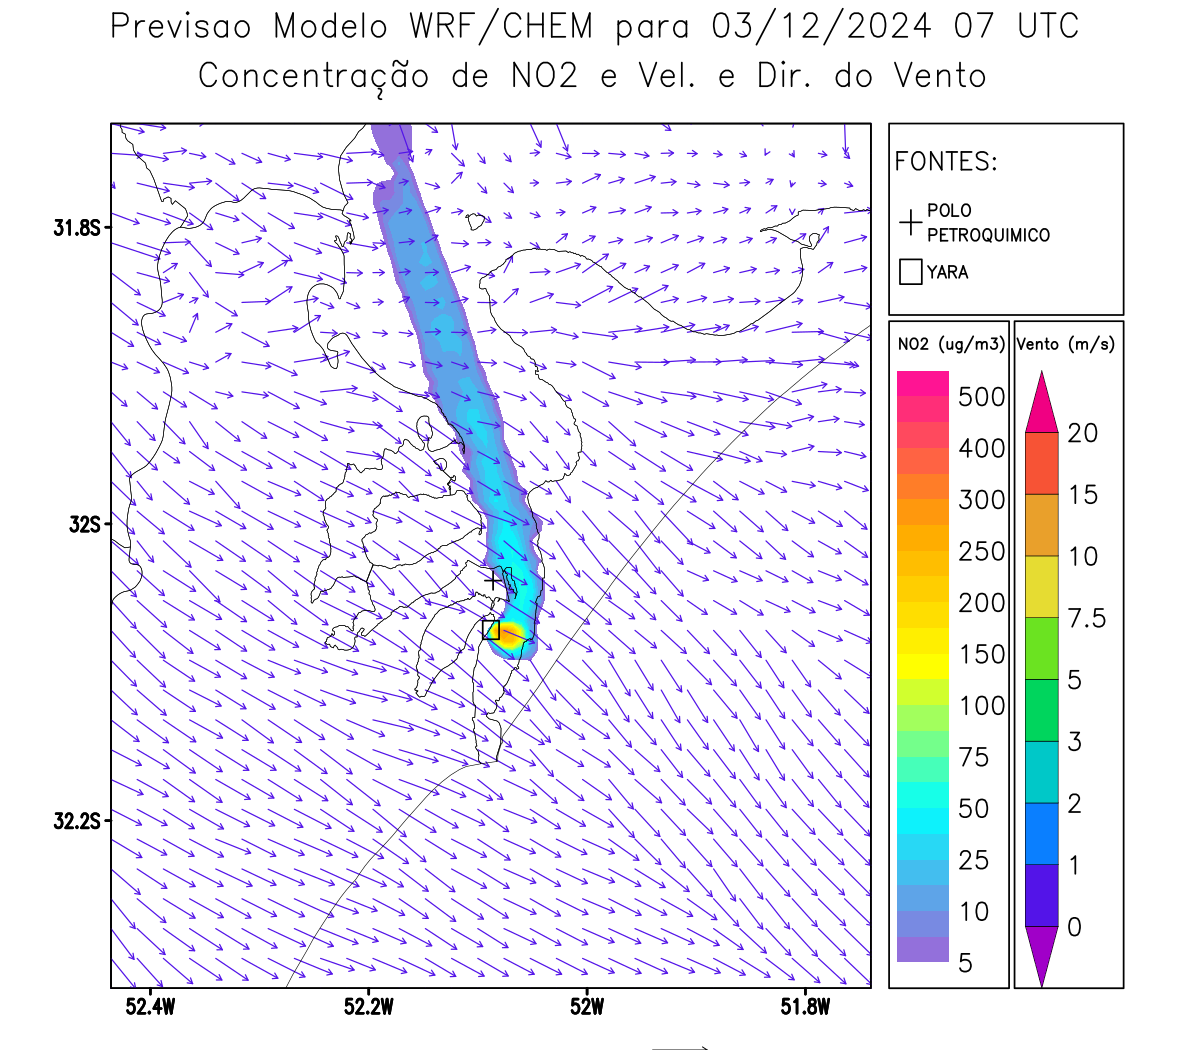 Previsao Modelo WRF/CHEM para 03/12/2024 07 UTC
Concentração de NO2 e Vel. e Dir. do Vento
FONTES:
POLO
PETROQUIMICO
YARA
NO2 (ug/m3)
500
400
300
250
200
150
100
75
50
25
10
5
Vento (m/s)
20
15
10
7.5
5
3
2
1
0
31.8S
32S
32.2S
52.4W 52.2W 52W 51.8W